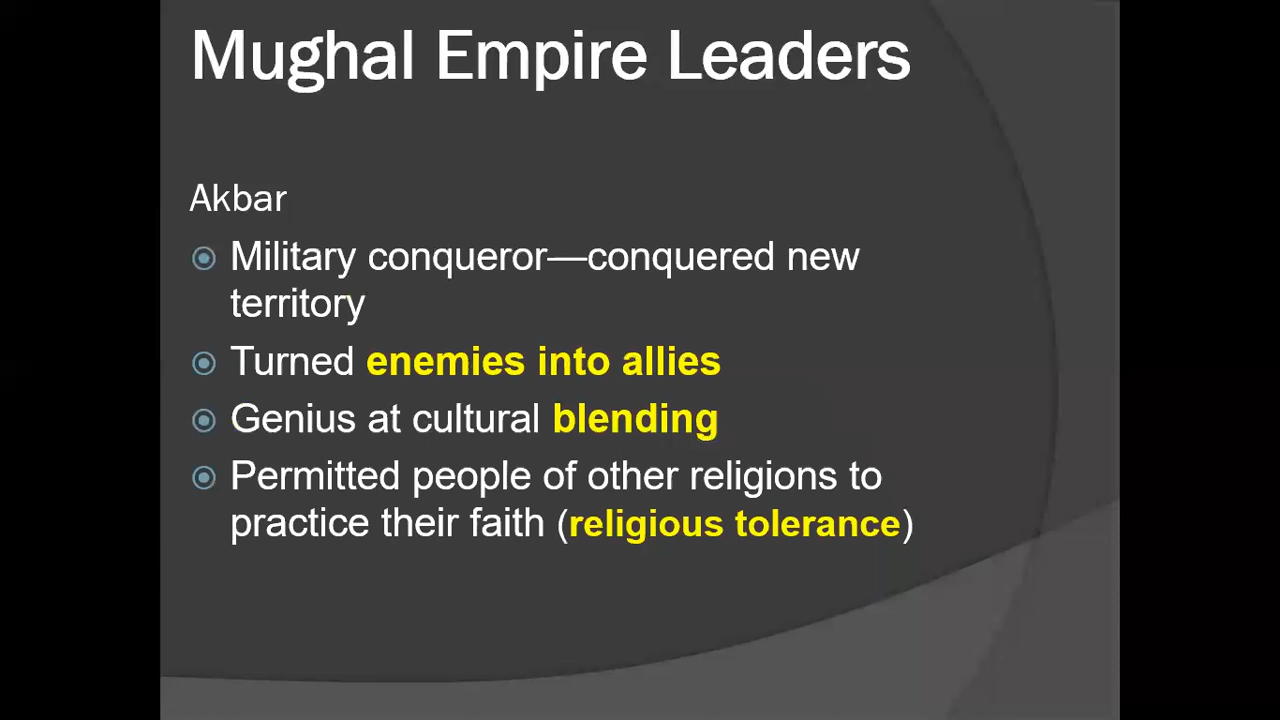 Mughal Empire Leaders
Akbar
Military conqueror—conquered new
territory
Turned enemies into allies
Genius at cultural blending
Permitted people of other religions to
practice their faith (religious tolerance)